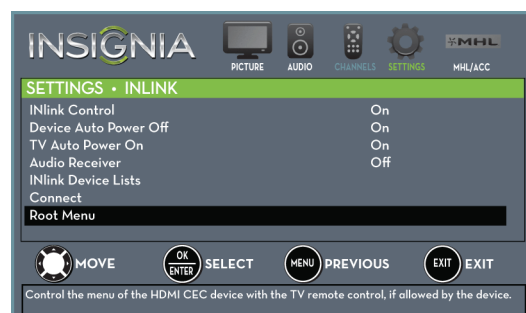 INSIGNIA
PICTURE AUDIO CHANNELS SETTINGS MHL/ACC
MHL
SETTINGS • INLINK
INlink Control On
Device Auto Power Off On
TV Auto Power On On
Audio Receiver Off
INlink Device Lists
Connect
Root Menu
MOVE OK ENTER SELECT MENU PREVIOUS EXIT EXIT
Control the menu of the HDMI CEC device with the TV remote control, if allowed by the device.